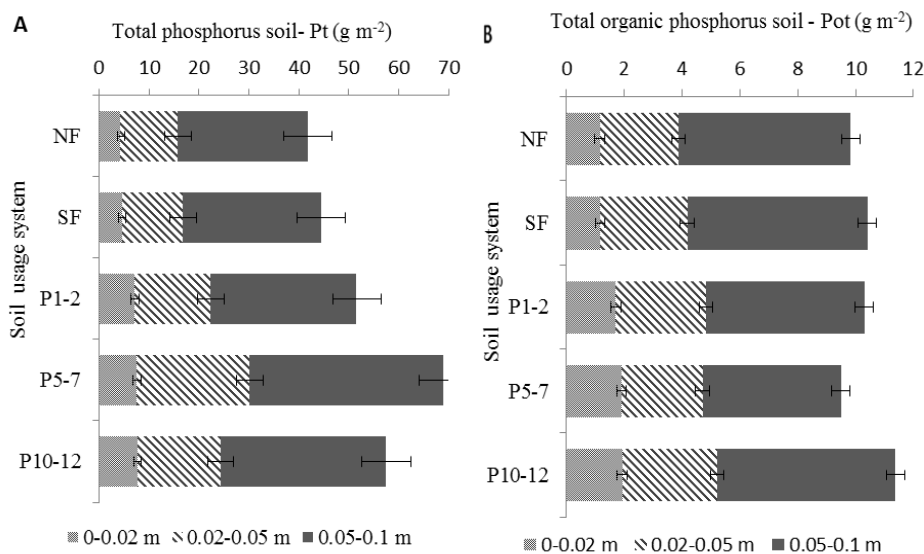 A
Total phosphorus soil- Pt (g m⁻²)
0 10 20 30 40 50 60 70
Soil usage system
NF
SF
P1-2
P5-7
P10-12
0-0.02 m 0.02-0.05 m 0.05-0.1 m
B
Total organic phosphorus soil - Pot (g m⁻²)
0 2 4 6 8 10 12
Soil usage system
NF
SF
P1-2
P5-7
P10-12
0-0.02 m 0.02-0.05 m 0.05-0.1 m